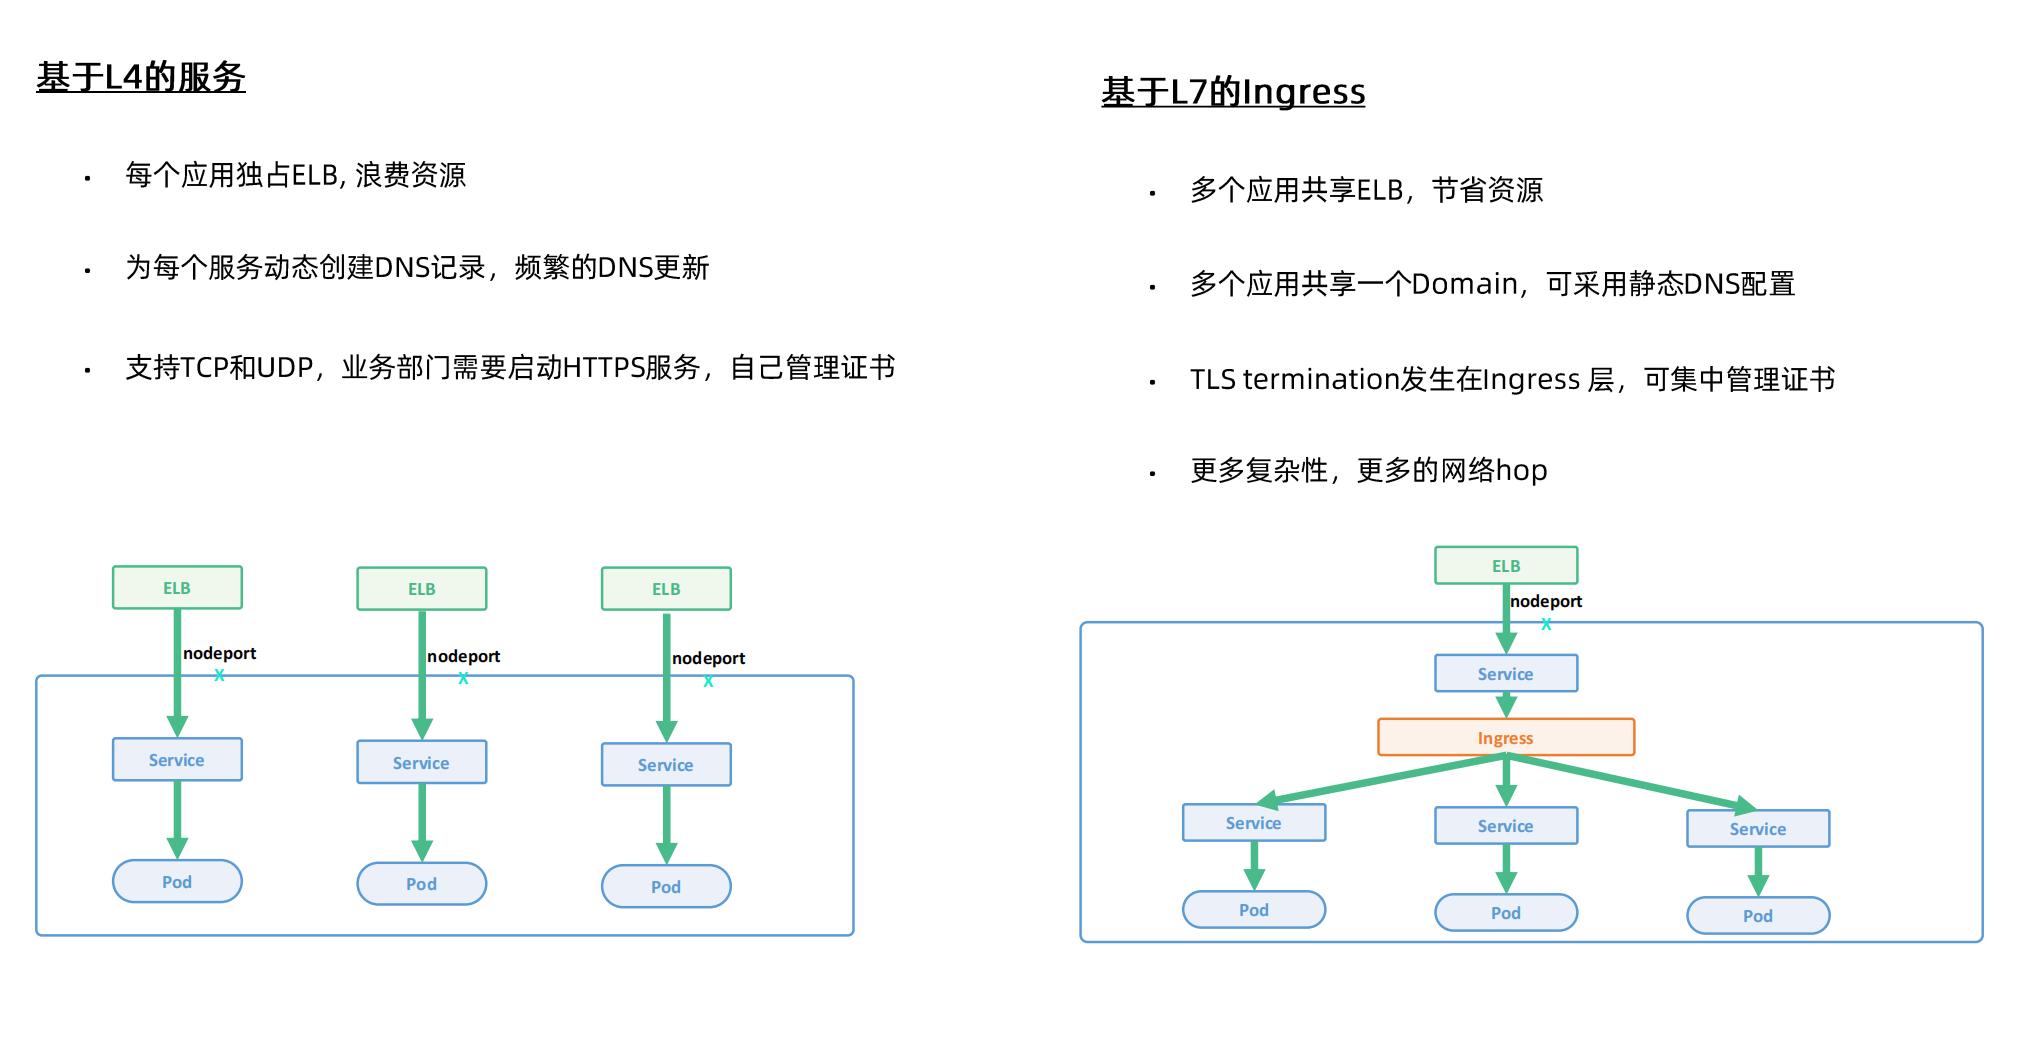 基于L4的服务
每个应用独占ELB, 浪费资源
为每个服务动态创建DNS记录，频繁的DNS更新
支持TCP和UDP，业务部门需要启动HTTPS服务，自己管理证书
ELB
ELB
ELB
nodeport
nodeport
nodeport
X
X
X
Service
Service
Service
Pod
Pod
Pod
基于L7的Ingress
多个应用共享ELB，节省资源
多个应用共享一个Domain，可采用静态DNS配置
TLS termination发生在Ingress 层，可集中管理证书
更多复杂性，更多的网络hop
ELB
nodeport
X
Service
Ingress
Service
Service
Service
Pod
Pod
Pod